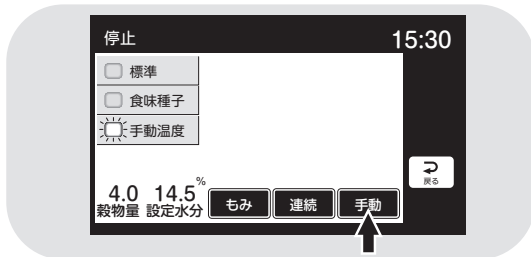 停止 15:30
標準
食味種子
手動温度
戻る
4.0 14.5%
穀物量 設定水分 もみ 連続 手動